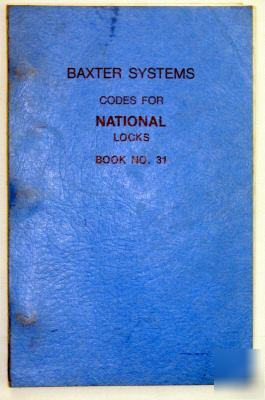 BAXTER SYSTEMS
CODES FOR
NATIONAL
LOCKS
BOOK NO. 31